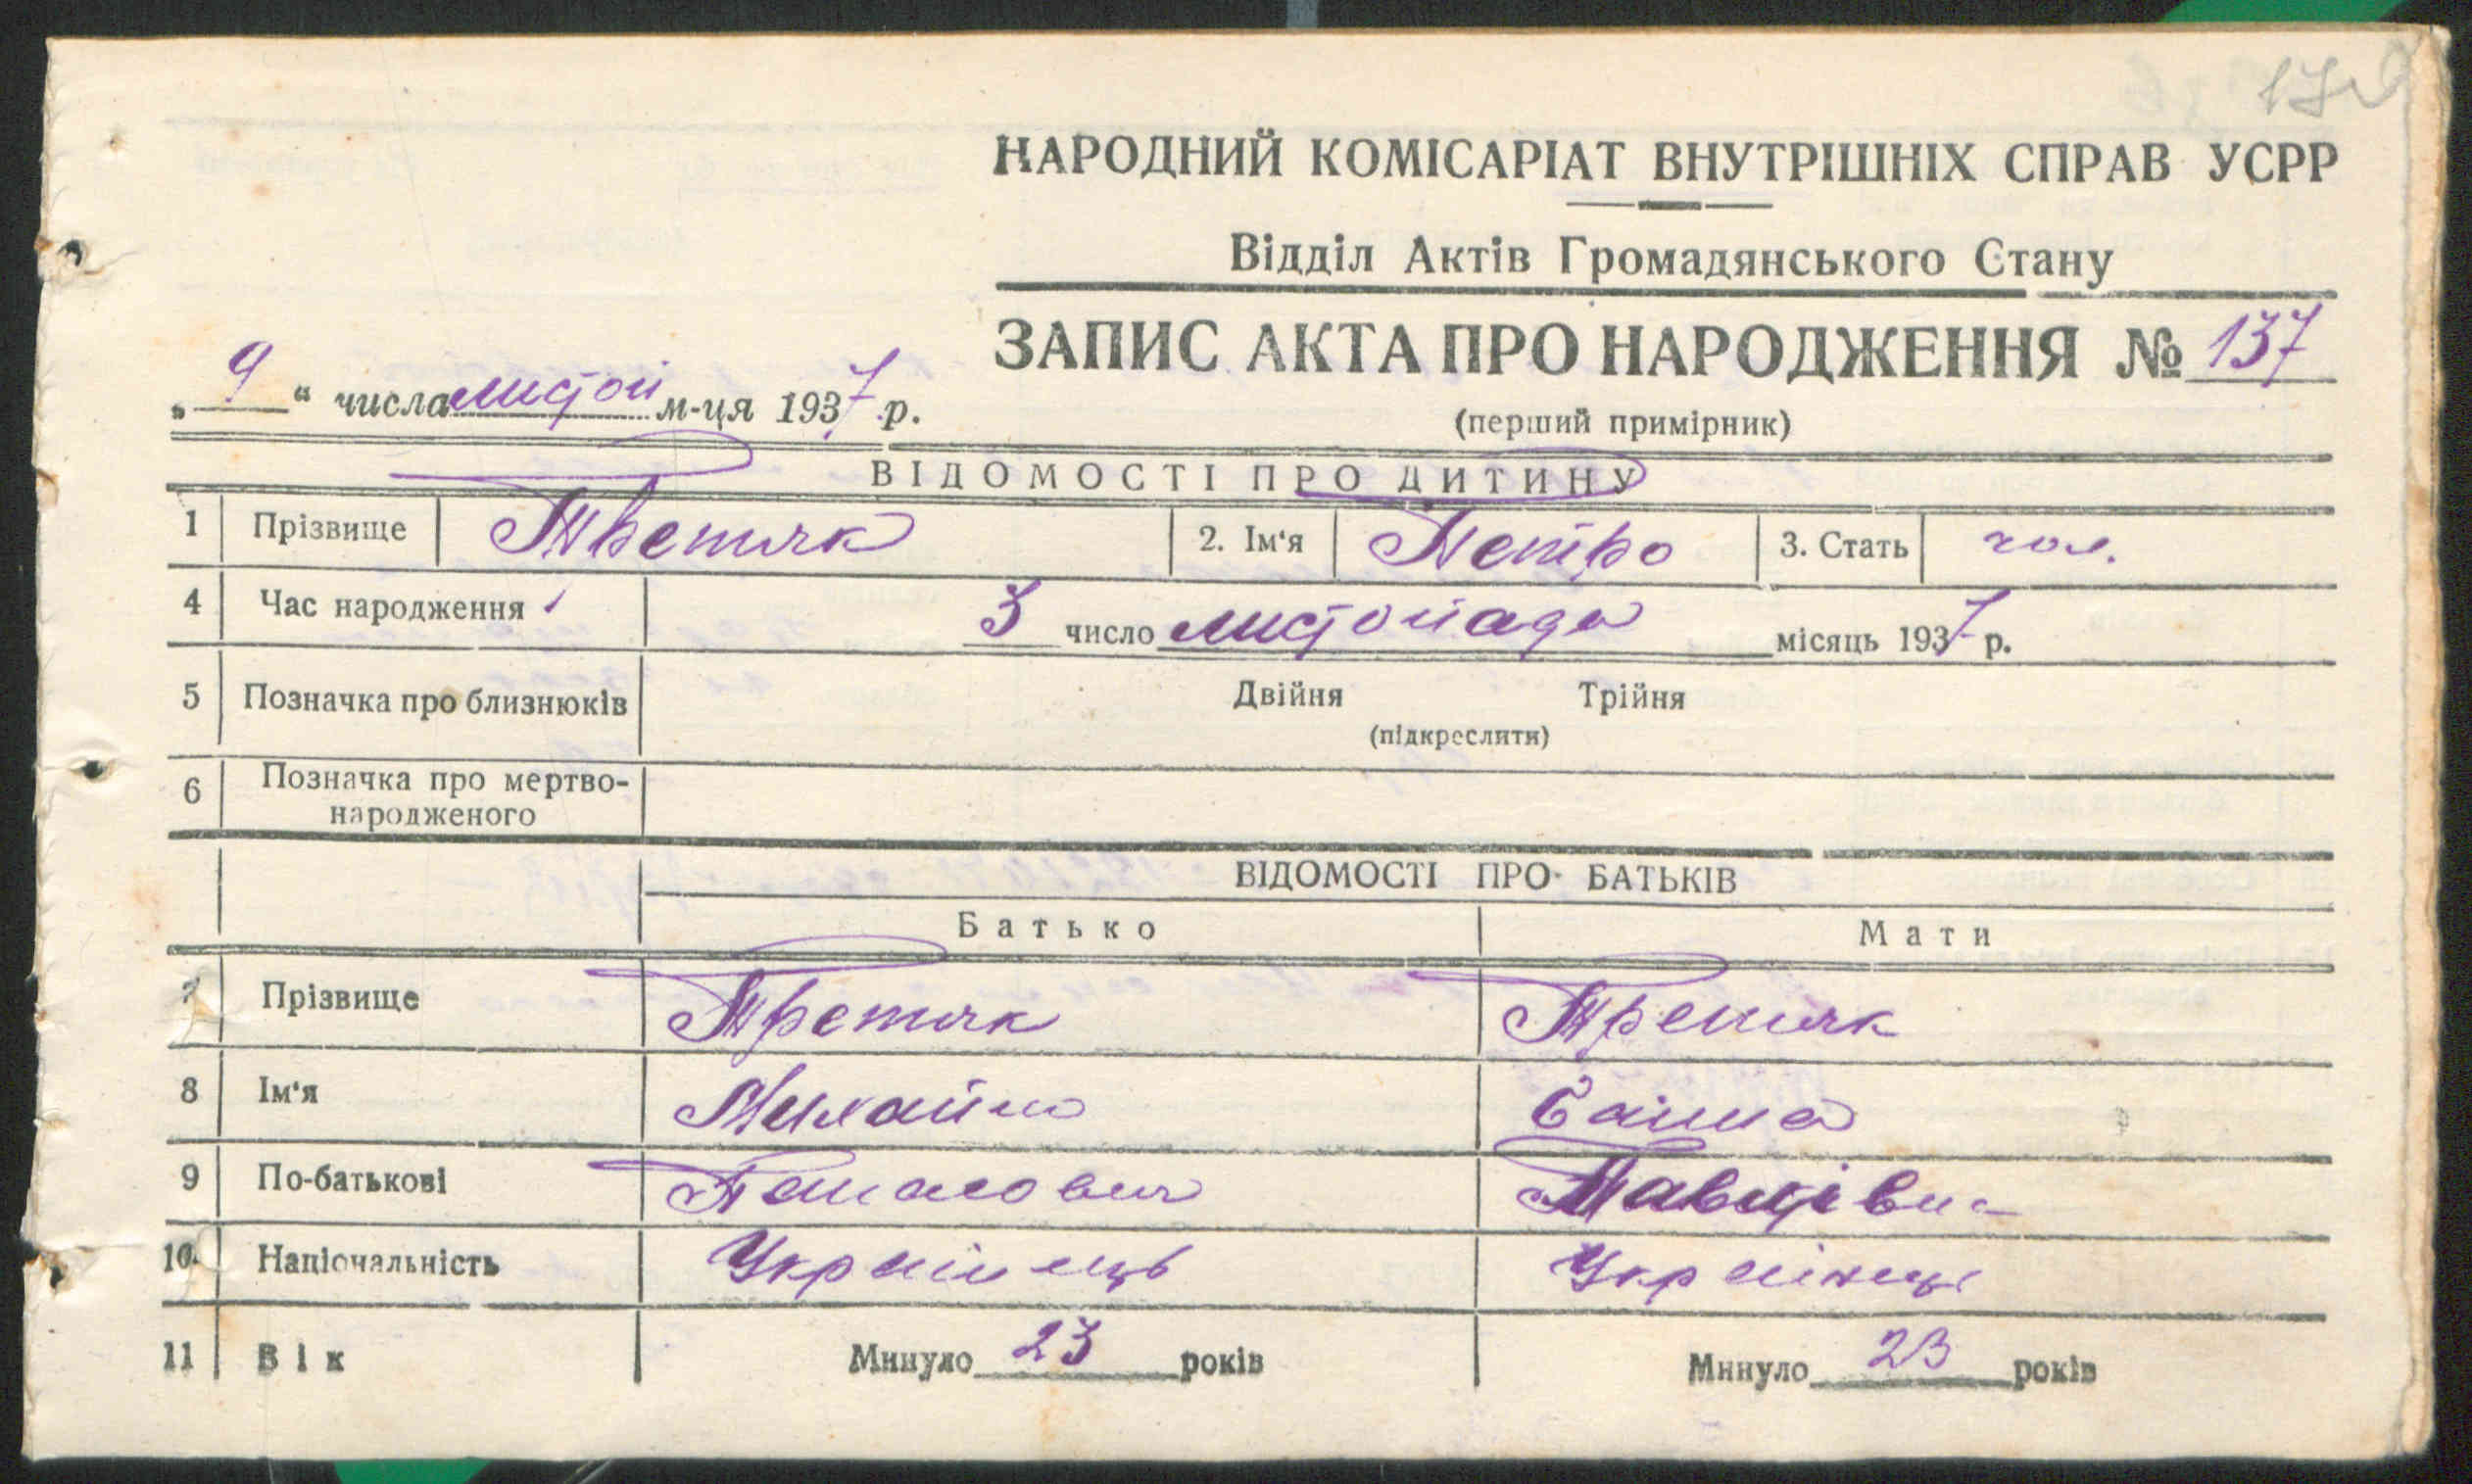 НАРОДНИЙ КОМІСАРІАТ ВНУТРІШНІХ СПРАВ УСРР
Відділ Актів Громадянського Стану
ЗАПИС АКТА ПРО НАРОДЖЕННЯ № 137
„ 9 “ числа листоп м-ця 1937 р.
(перший примірник)
ВІДОМОСТІ ПРО ДИТИНУ
1 Прізвище Третяк 2. Ім'я Петро 3. Стать чол.
4 Час народження 3 число листопада місяць 1937 р.
5 Позначка про близнюків Двійня Трійня
(підкреслити)
6 Позначка про мертво-
народженого
ВІДОМОСТІ ПРО БАТЬКІВ
Батько Мати
7 Прізвище Третяк Третяк
8 Ім'я Михайло
9 По-батькові
10 Національність Українець
11 Вік Минуло 23 років Минуло 23 років